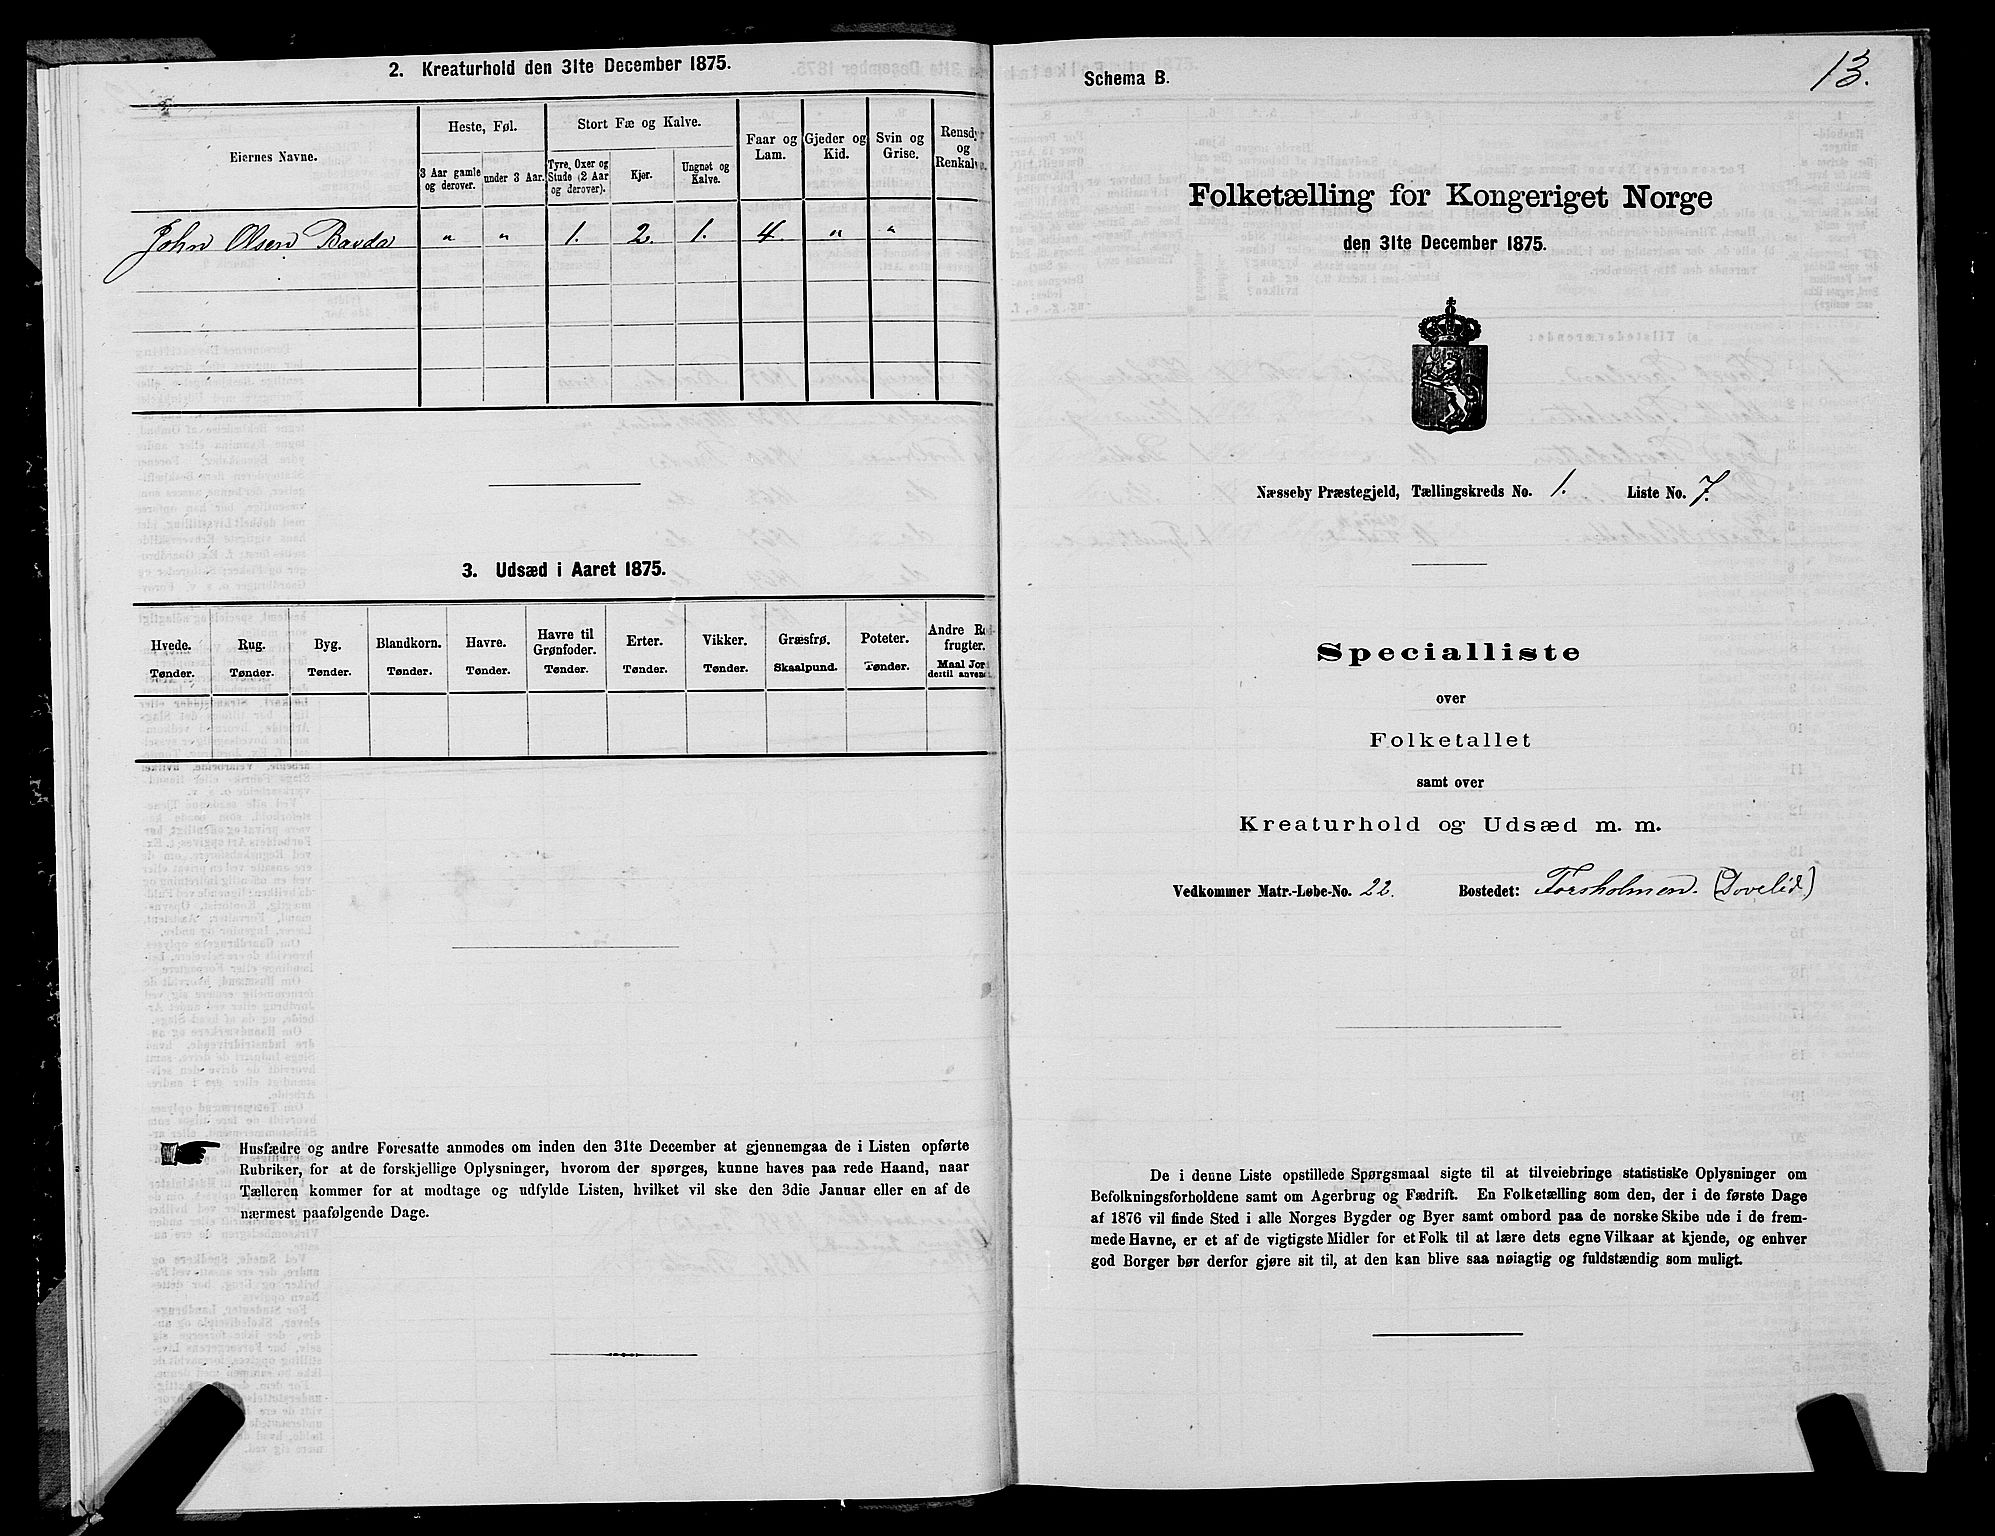 2. Kreaturhold den 31te December 1875.
Eiernes Navne.
Heste, Føl.
Stort Fæ og Kalve.
Faar og
Lam.
Gjeder og
Kid.
Svin og
Grise.
Rensdyr
og
Renkalve.
3 Aar gamle
og derover.
under 3 Aar.
Tyre, Oxer og
Stude (2 Aar
og derover).
Kjør.
Ungnøt og
Kalve.
John Olsen Bavda " " 1. 2. 1. 4. " "
3. Udsæd i Aaret 1875.
Hvede. Rug. Byg. Blandkorn. Havre. Havre til Grønfoder. Erter. Vikker. Græsfrø. Poteter. Andre Rod-
frugter.
Tønder. Tønder. Tønder. Tønder. Tønder. Tønder. Tønder. Tønder. Skaalpund. Tønder. Maal Jord
dertil anvendt.
Husfædre og andre Foresatte anmodes om inden den 31te December at gjennemgaa de i Listen opførte
Rubriker, for at de forskjellige Oplysninger, hvorom der spørges, kunne haves paa rede Haand, naar
Tælleren kommer for at modtage og udfylde Listen, hvilket vil ske den 3die Januar eller en af de
nærmest paafølgende Dage.
Schema B.
13.
Folketælling for Kongeriget Norge
den 31te December 1875.
Næsseby Præstegjeld, Tællingskreds No. 1. Liste No. 7.
Specialliste
over
Folketallet
samt over
Kreaturhold og Udsæd m. m.
Vedkommer Matr.-Løbe-No. 22. Bostedet: Forsholmen. (Dovelid)
De i denne Liste opstillede Spørgsmaal sigte til at tilveiebringe statistiske Oplysninger om
Befolkningsforholdene samt om Agerbrug og Fædrift. En Folketælling som den, der i de første Dage
af 1876 vil finde Sted i alle Norges Bygder og Byer samt ombord paa de norske Skibe ude i de frem-
mede Havne, er et af de vigtigste Midler for et Folk til at lære dets egne Vilkaar at kjende, og enhver
god Borger bør derfor gjøre sit til, at den kan blive saa nøiagtig og fuldstændig som muligt.